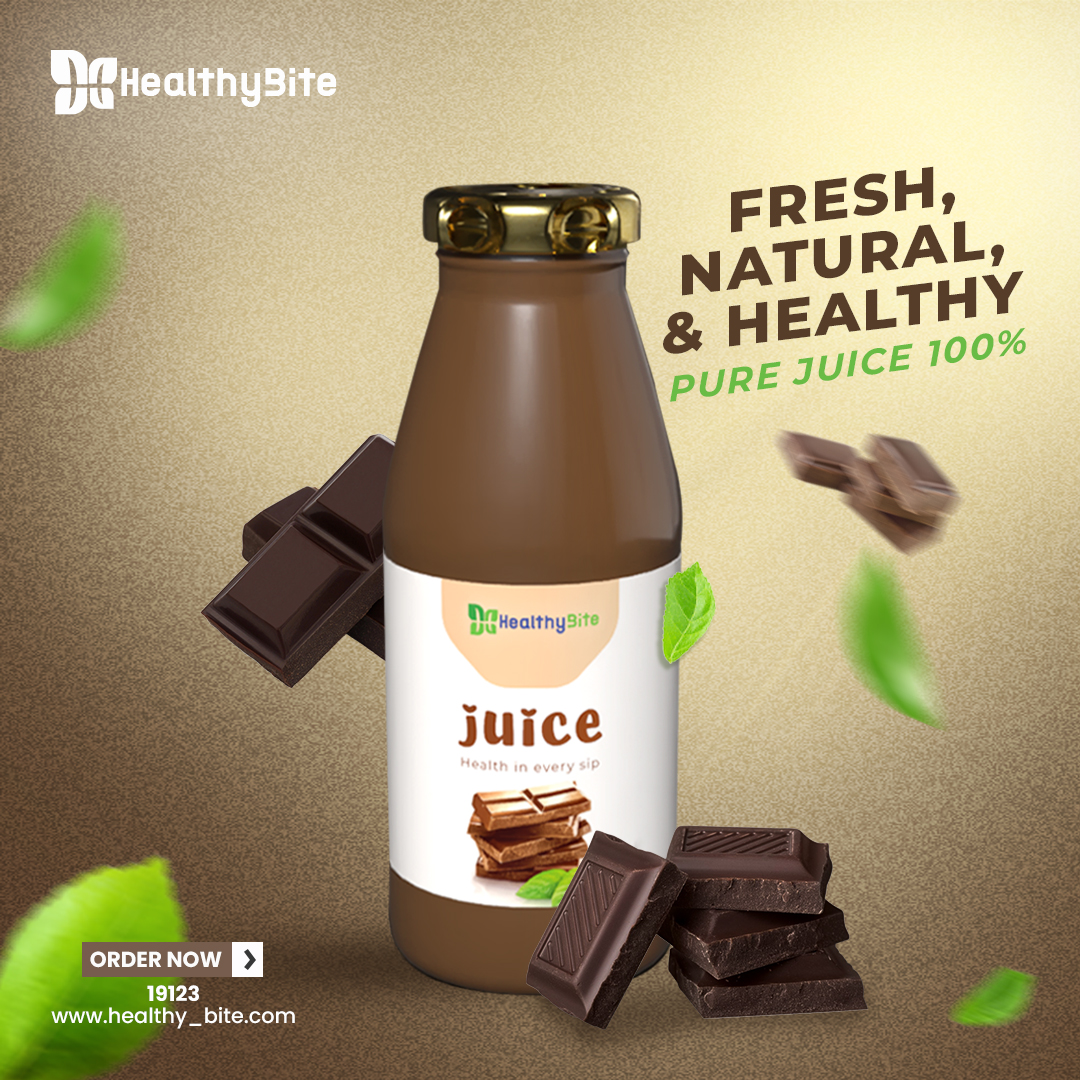 HealthyBite
FRESH,
NATURAL,
& HEALTHY
PURE JUICE 100%
HealthyBite
juice
Health in every sip
ORDER NOW
19123
www.healthy_bite.com